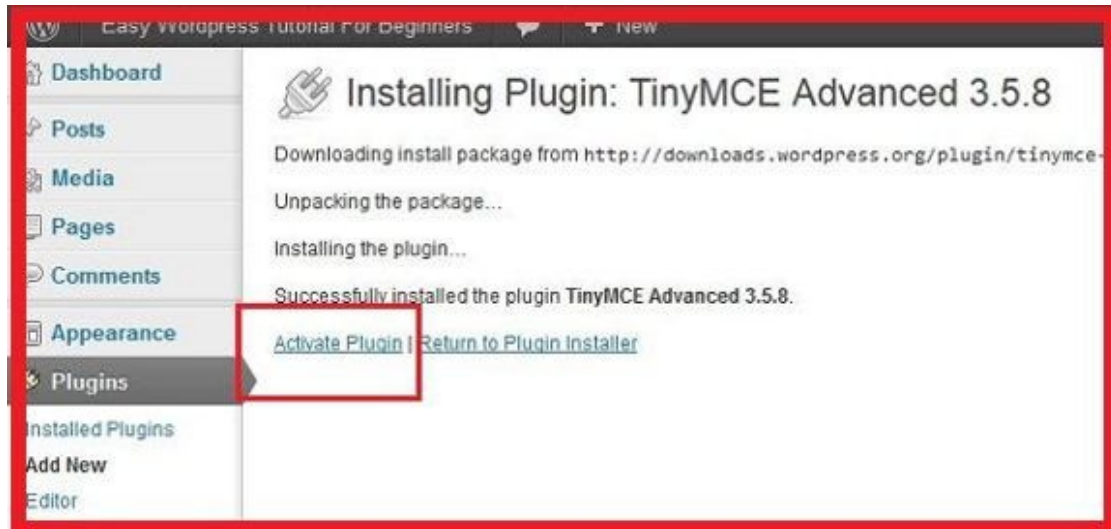 Easy Wordpress Tutorial For Beginners + New
Dashboard
Posts
Media
Pages
Comments
Appearance
Plugins
Installed Plugins
Add New
Editor
Installing Plugin: TinyMCE Advanced 3.5.8
Downloading install package from http://downloads.wordpress.org/plugin/tinymce-
Unpacking the package...
Installing the plugin...
Successfully installed the plugin TinyMCE Advanced 3.5.8.
Activate Plugin | Return to Plugin Installer